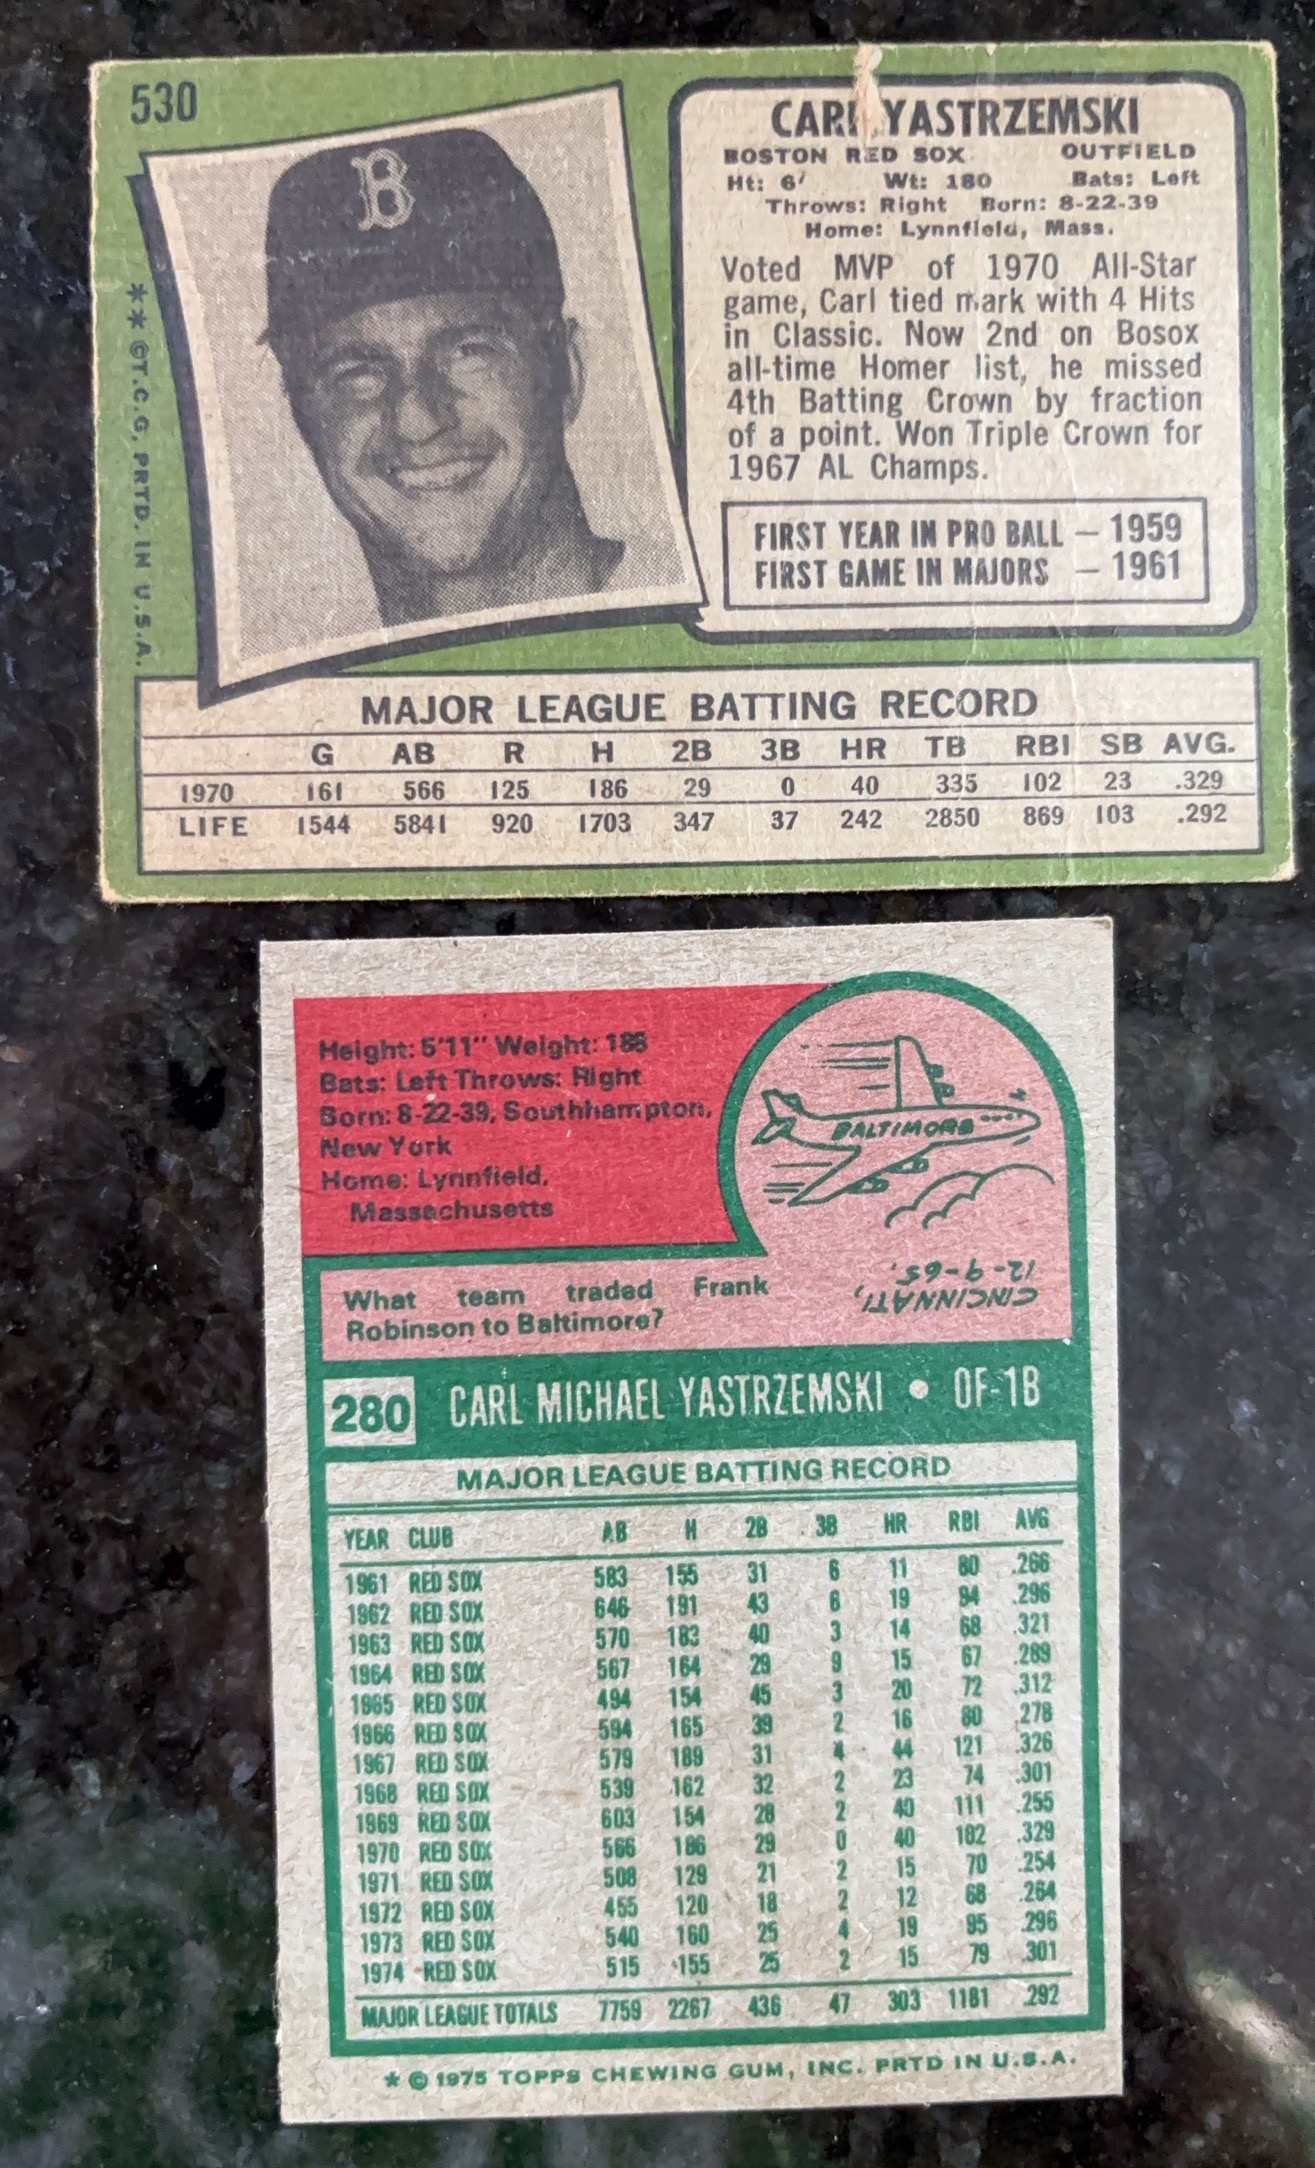 530
B
CARL YASTRZEMSKI
BOSTON RED SOX OUTFIELD
Ht: 6' Wt: 180 Bats: Left
Throws: Right Born: 8-22-39
Home: Lynnfield, Mass.
Voted MVP of 1970 All-Star
game, Carl tied mark with 4 Hits
in Classic. Now 2nd on Bosox
all-time Homer list, he missed
4th Batting Crown by fraction
of a point. Won Triple Crown for
1967 AL Champs.
FIRST YEAR IN PRO BALL — 1959
FIRST GAME IN MAJORS — 1961
** ©T.C.G. PRTD. IN U.S.A.
MAJOR LEAGUE BATTING RECORD
G AB R H 2B 3B HR TB RBI SB AVG.
1970 161 566 125 186 29 0 40 335 102 23 .329
LIFE 1544 5841 920 1703 347 37 242 2850 869 103 .292
Height: 5'11" Weight: 185
Bats: Left Throws: Right
Born: 8-22-39, Southhampton,
New York
Home: Lynnfield,
Massachusetts
BALTIMORE
What team traded Frank
Robinson to Baltimore?
CINCINNATI,
12-9-65.
280 CARL MICHAEL YASTRZEMSKI • OF-1B
MAJOR LEAGUE BATTING RECORD
YEAR CLUB AB H 2B 3B HR RBI AVG
1961 RED SOX 583 155 31 6 11 80 .266
1962 RED SOX 646 191 43 6 19 94 .296
1963 RED SOX 570 183 40 3 14 68 .321
1964 RED SOX 567 164 29 9 15 67 .289
1965 RED SOX 494 154 45 3 20 72 .312
1966 RED SOX 594 165 39 2 16 80 .278
1967 RED SOX 579 189 31 4 44 121 .326
1968 RED SOX 539 162 32 2 23 74 .301
1969 RED SOX 603 154 28 2 40 111 .255
1970 RED SOX 566 186 29 0 40 102 .329
1971 RED SOX 508 129 21 2 15 70 .254
1972 RED SOX 455 120 18 2 12 68 .264
1973 RED SOX 540 160 25 4 19 95 .296
1974 RED SOX 515 155 25 2 15 79 .301
MAJOR LEAGUE TOTALS 7759 2267 436 47 303 1181 .292
* © 1975 TOPPS CHEWING GUM, INC. PRTD IN U.S.A.